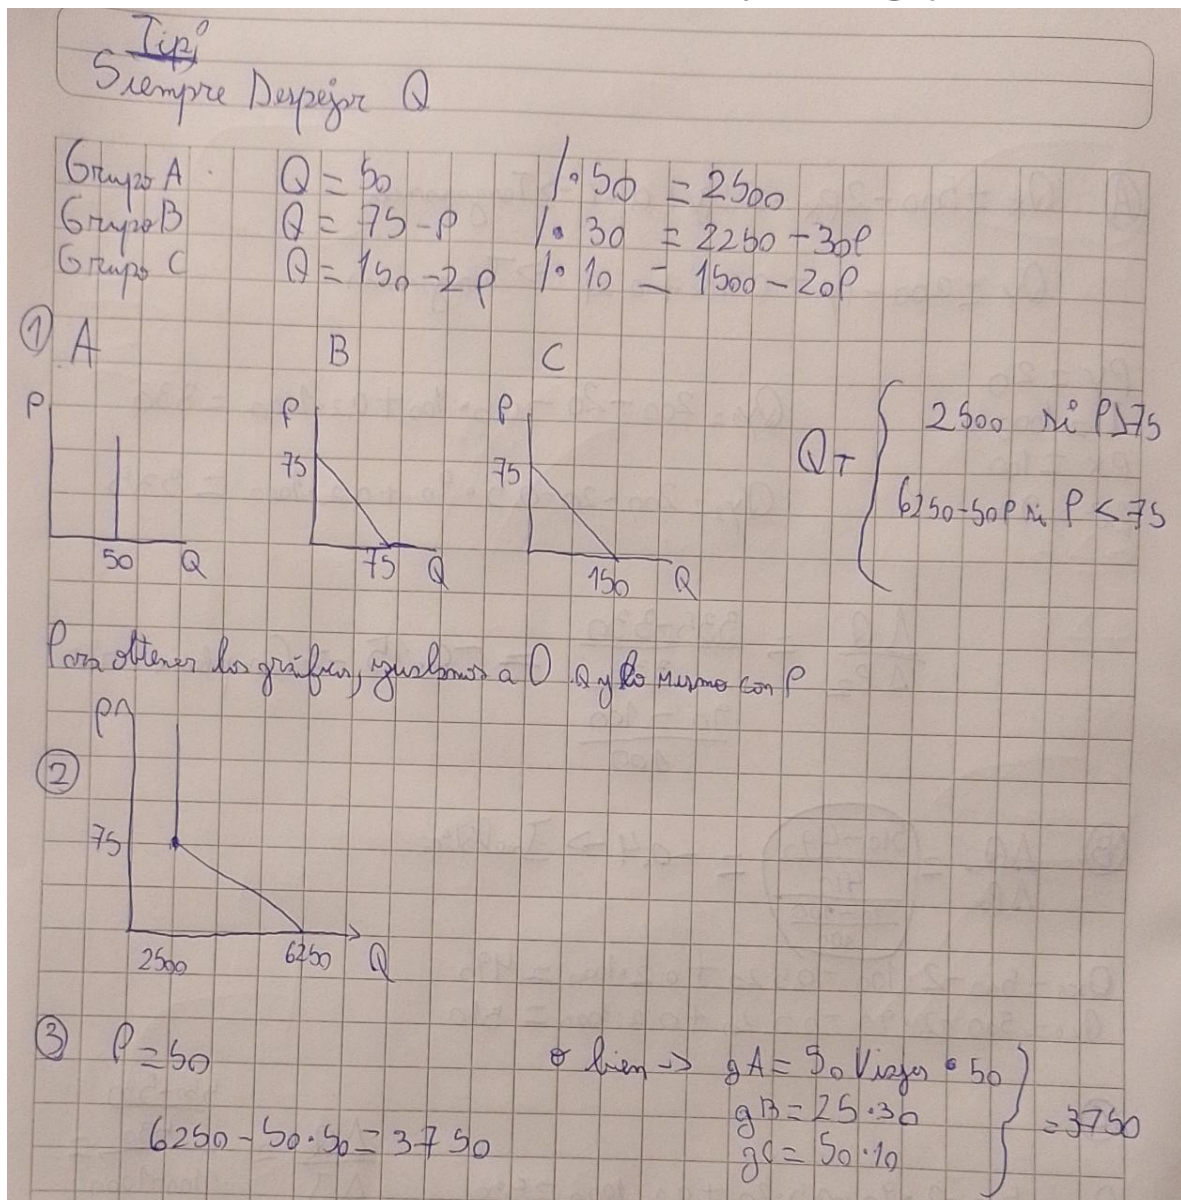 Tip:
Siempre Despejar Q
Grupo A Q = 50 /·50 = 2500
Grupo B Q = 75 - P /·30 = 2250 - 30P
Grupo C Q = 150 - 2P /·10 = 1500 - 20P
① A B C
P P P
75 75
50 Q 75 Q 150 Q
QT { 2500 si P>75
6250-50P si P<75
Para obtener las gráficas, igualamos a 0 Q y lo mismo con P
P
②
75
2500 6250 Q
③ P=50 o bien → gA = 50 Viajes · 50
gB = 25·30
6250-50·50=3750 } =3750
gC = 50·10